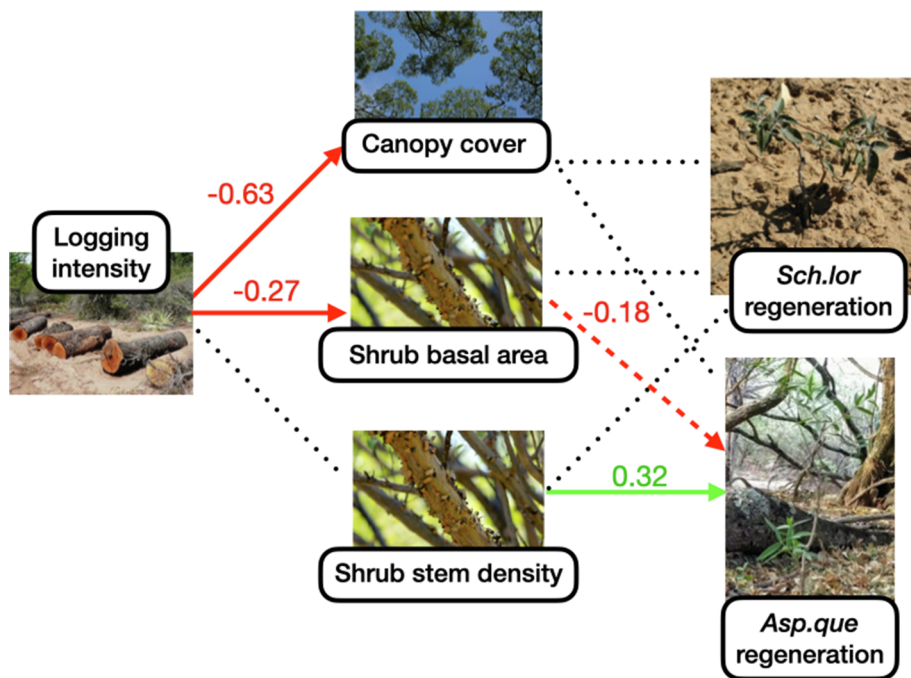 Canopy cover
-0.63
Logging
intensity
-0.27
Sch.lor
regeneration
-0.18
Shrub basal area
0.32
Shrub stem density
Asp.que
regeneration